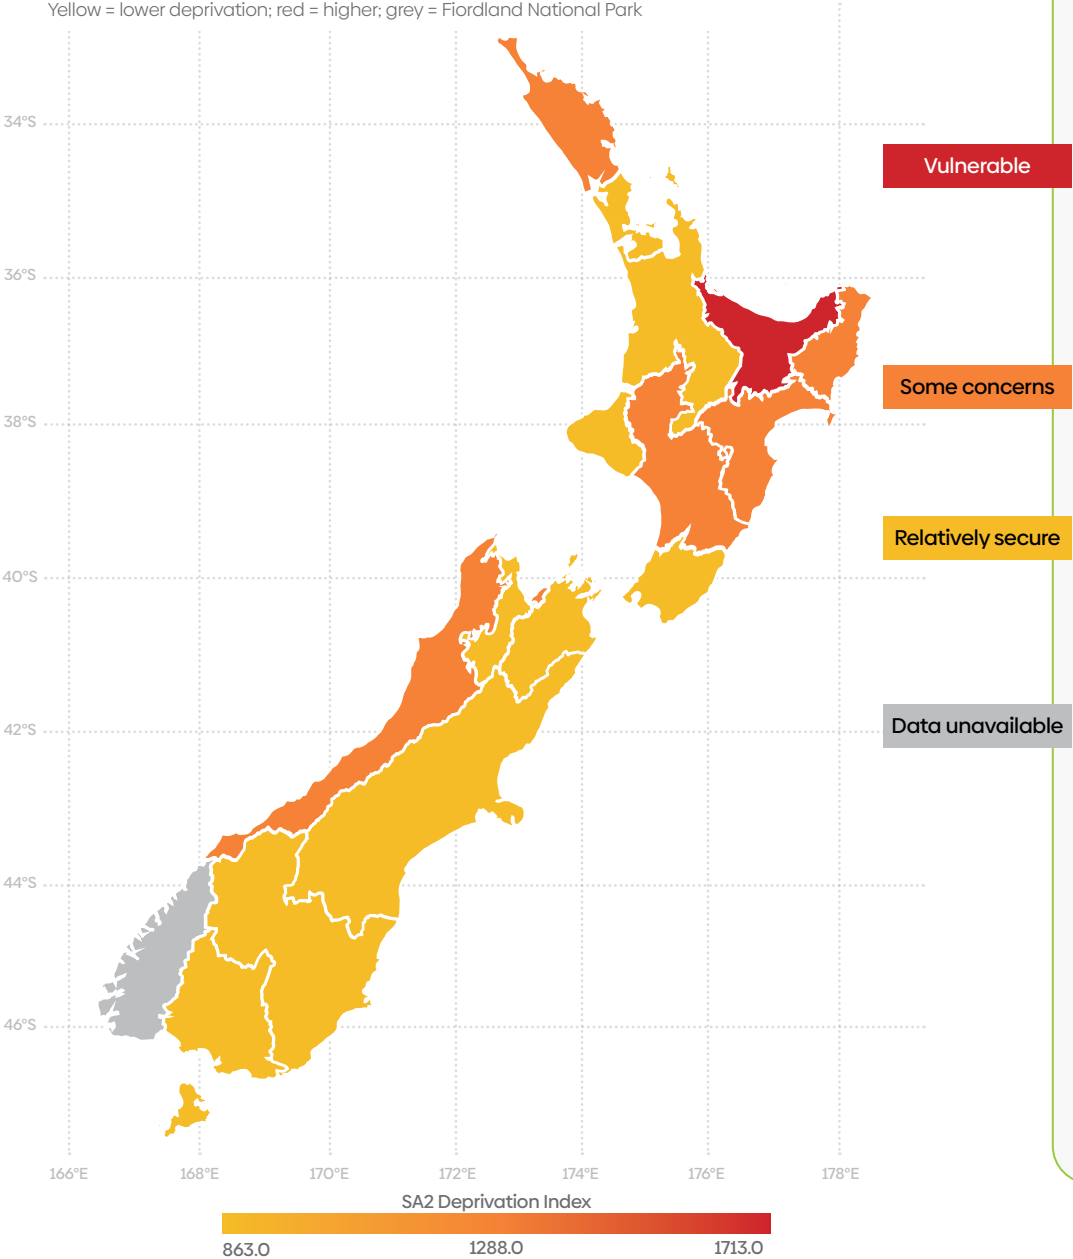 Yellow = lower deprivation; red = higher; grey = Fiordland National Park
34°S
Vulnerable
36°S
Some concerns
38°S
Relatively secure
40°S
Data unavailable
42°S
44°S
46°S
166°E 168°E 170°E 172°E 174°E 176°E 178°E
SA2 Deprivation Index
863.0 1288.0 1713.0